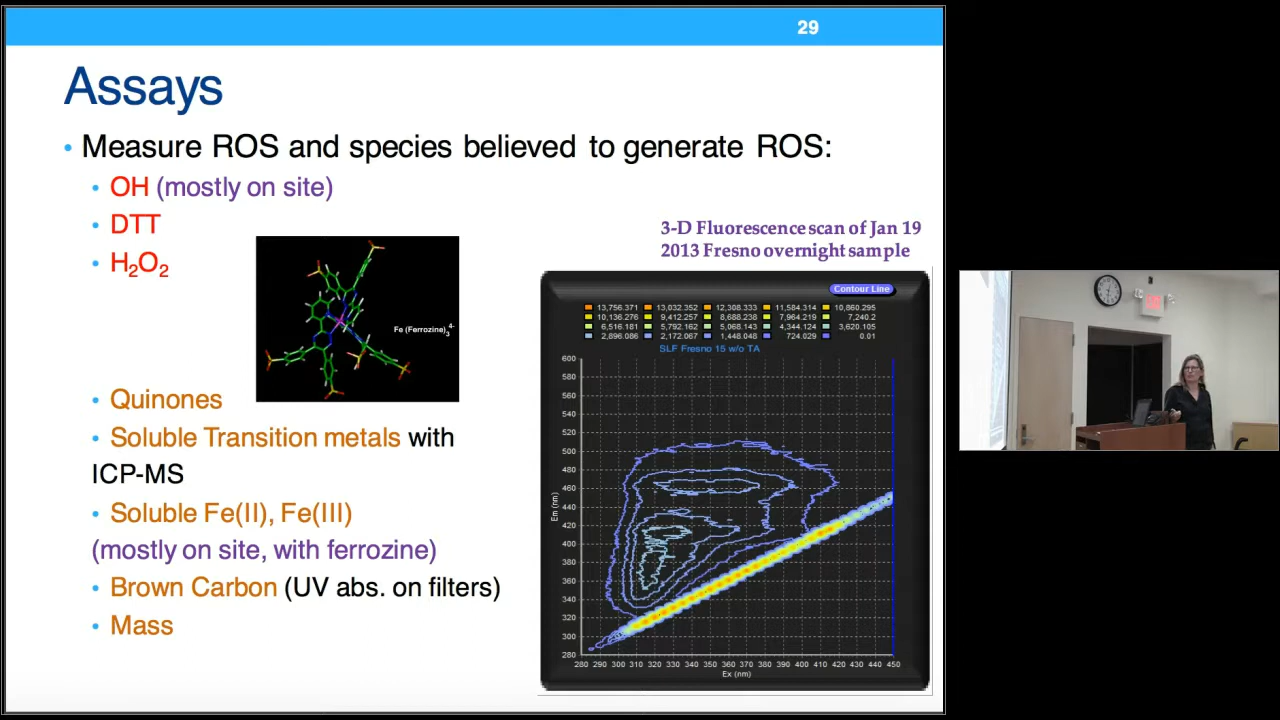 29
Assays
• Measure ROS and species believed to generate ROS:
• OH (mostly on site)
• DTT
• H₂O₂
Fe (Ferrozine)₃⁴⁻
• Quinones
• Soluble Transition metals with
ICP-MS
• Soluble Fe(II), Fe(III)
(mostly on site, with ferrozine)
• Brown Carbon (UV abs. on filters)
• Mass
3-D Fluorescence scan of Jan 19
2013 Fresno overnight sample
Contour Line
13,756.371 13,032.352 12,308.333 11,584.314 10,860.295
10,136.276 9,412.257 8,688.238 7,964.219 7,240.2
6,516.181 5,792.162 5,068.143 4,344.124 3,620.105
2,896.086 2,172.067 1,448.048 724.029 0.01
SLF Fresno 15 w/o TA
600
580
560
540
520
500
480
460
440
420
400
380
360
340
320
300
280
Em (nm)
280 290 300 310 320 330 340 350 360 370 380 390 400 410 420 430 440 450
Ex (nm)